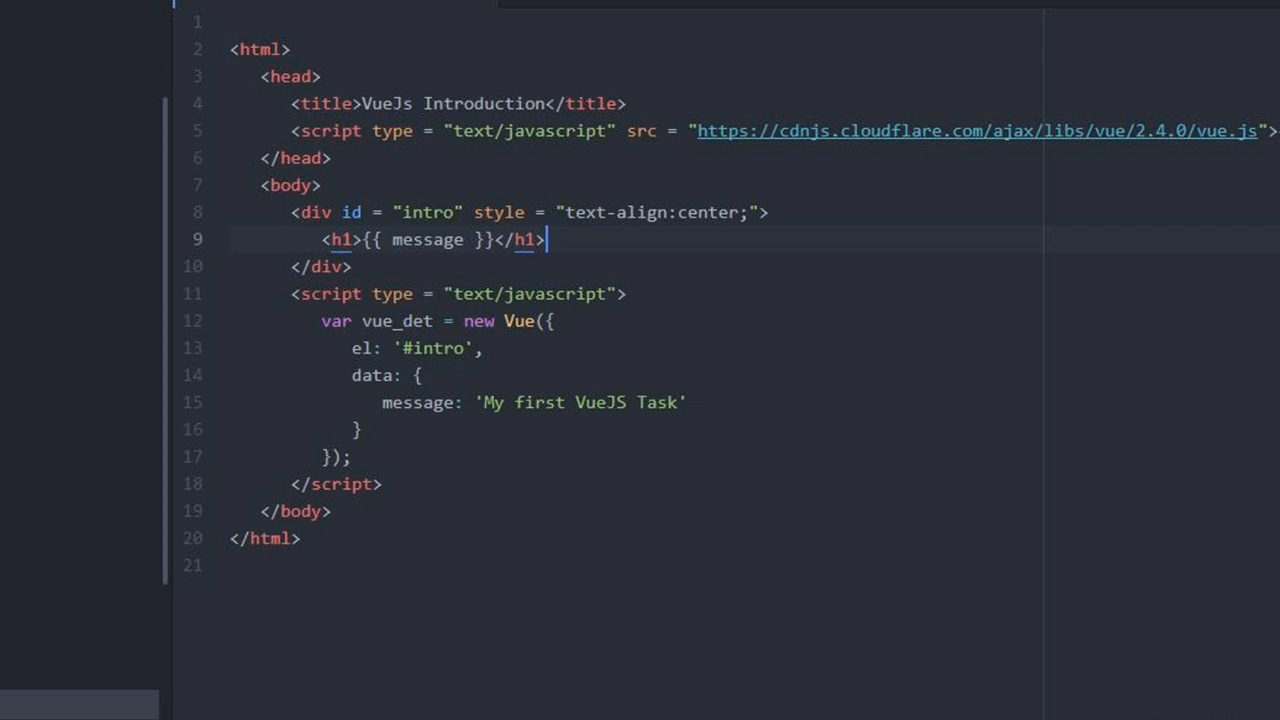 1
2 <html>
3 <head>
4 <title>VueJs Introduction</title>
5 <script type = "text/javascript" src = "https://cdnjs.cloudflare.com/ajax/libs/vue/2.4.0/vue.js">
6 </head>
7 <body>
8 <div id = "intro" style = "text-align:center;">
9 <h1>{{ message }}</h1>
10 </div>
11 <script type = "text/javascript">
12 var vue_det = new Vue({
13 el: '#intro',
14 data: {
15 message: 'My first VueJS Task'
16 }
17 });
18 </script>
19 </body>
20 </html>
21